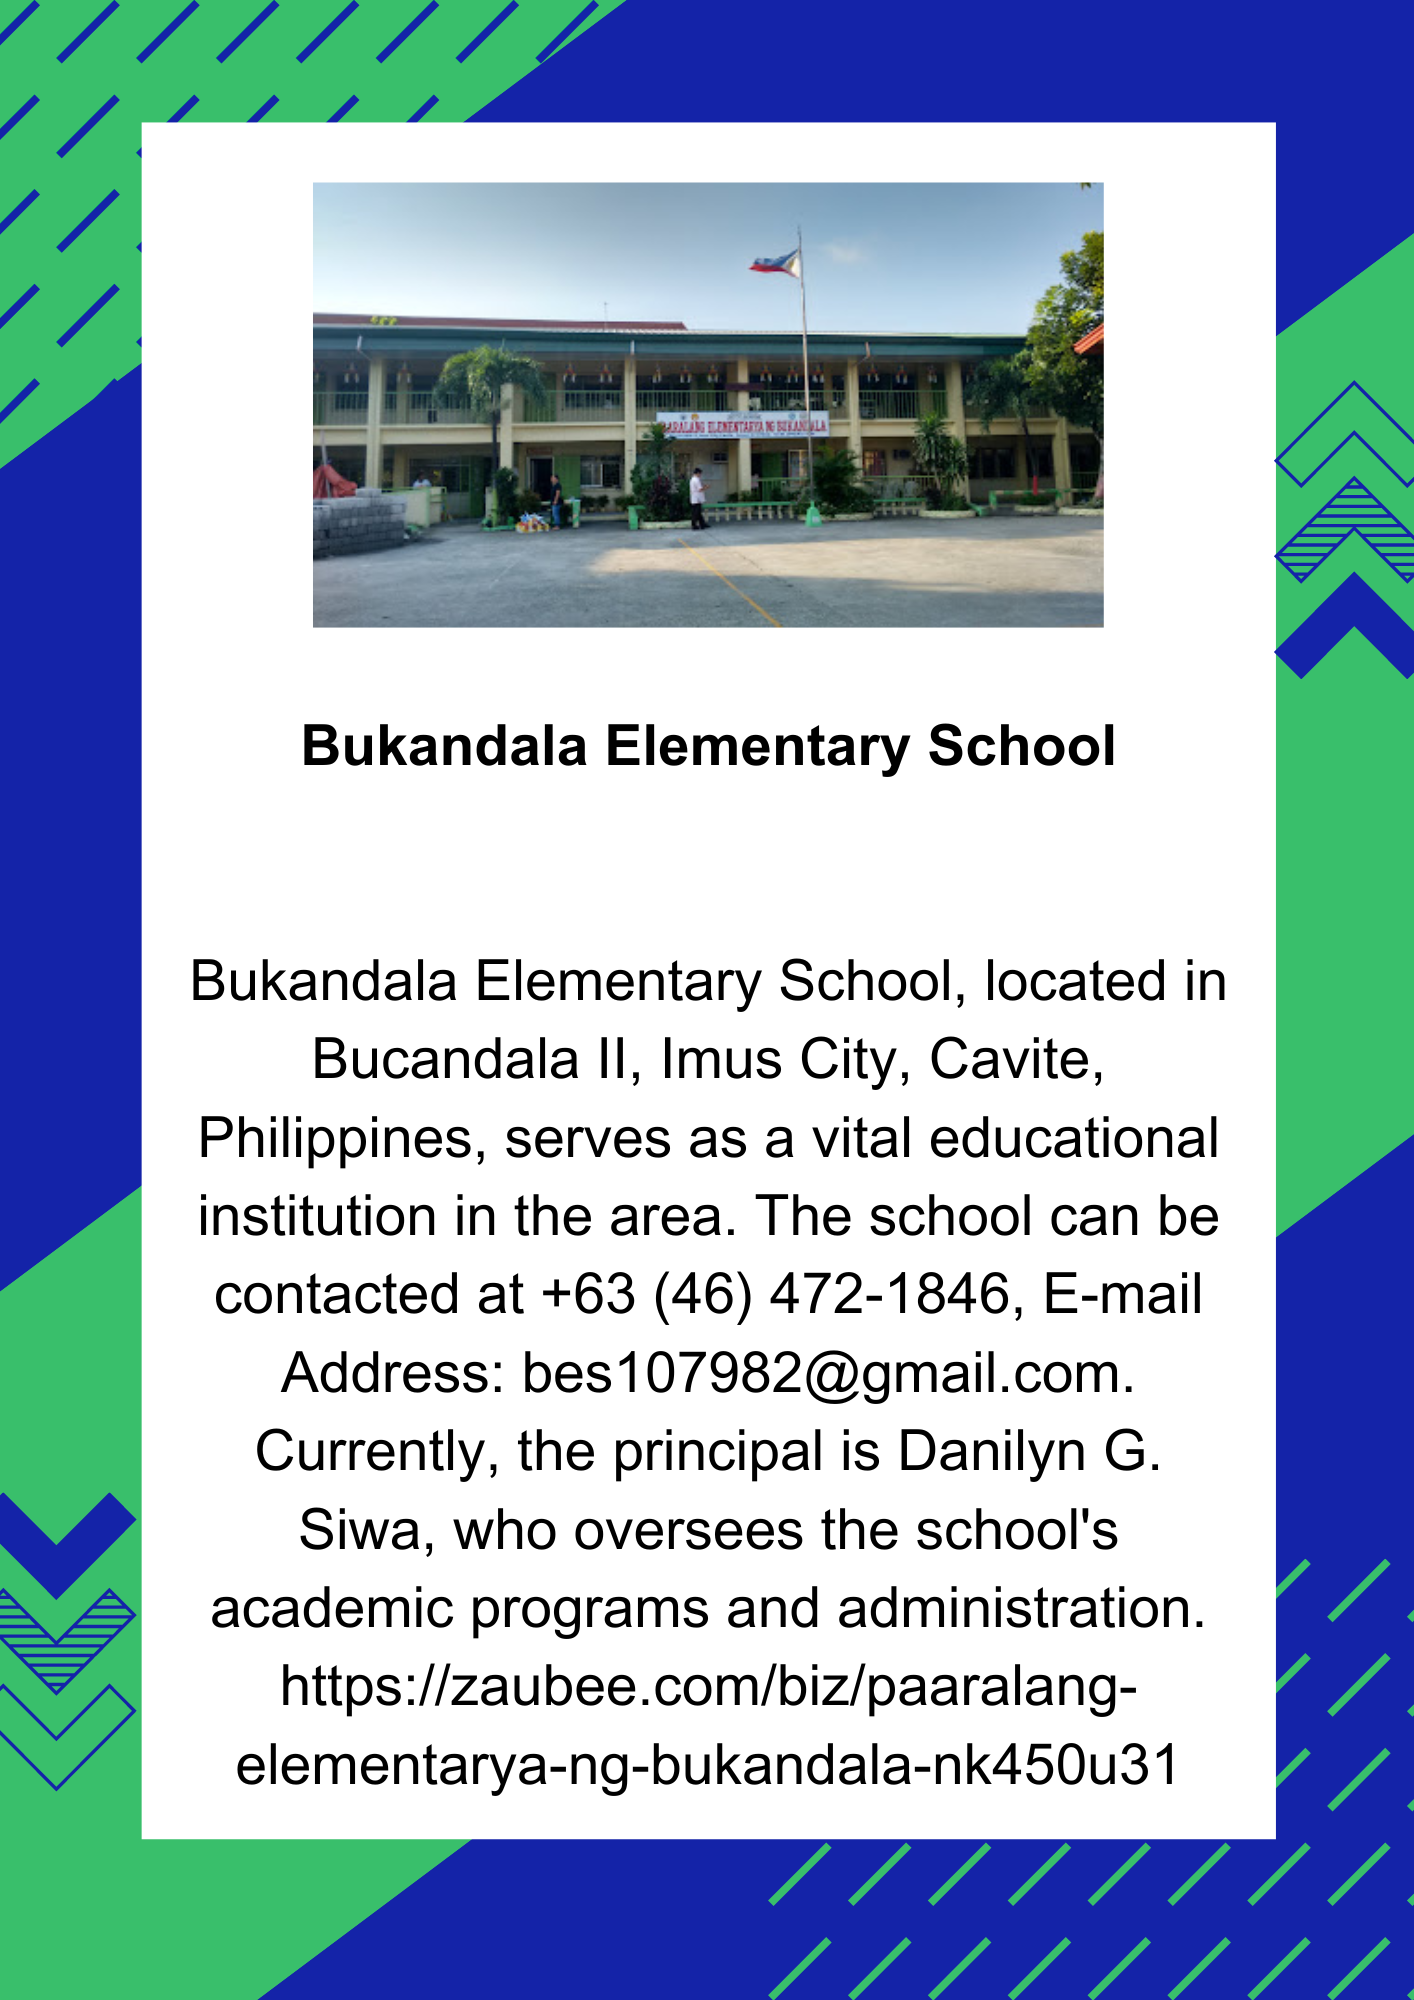 ELEMENTARYA NG BUKANDALA
Bukandala Elementary School
Bukandala Elementary School, located in
Bucandala II, Imus City, Cavite,
Philippines, serves as a vital educational
institution in the area. The school can be
contacted at +63 (46) 472-1846, E-mail
Address: bes107982@gmail.com.
Currently, the principal is Danilyn G.
Siwa, who oversees the school's
academic programs and administration.
https://zaubee.com/biz/paaralang-
elementarya-ng-bukandala-nk450u31